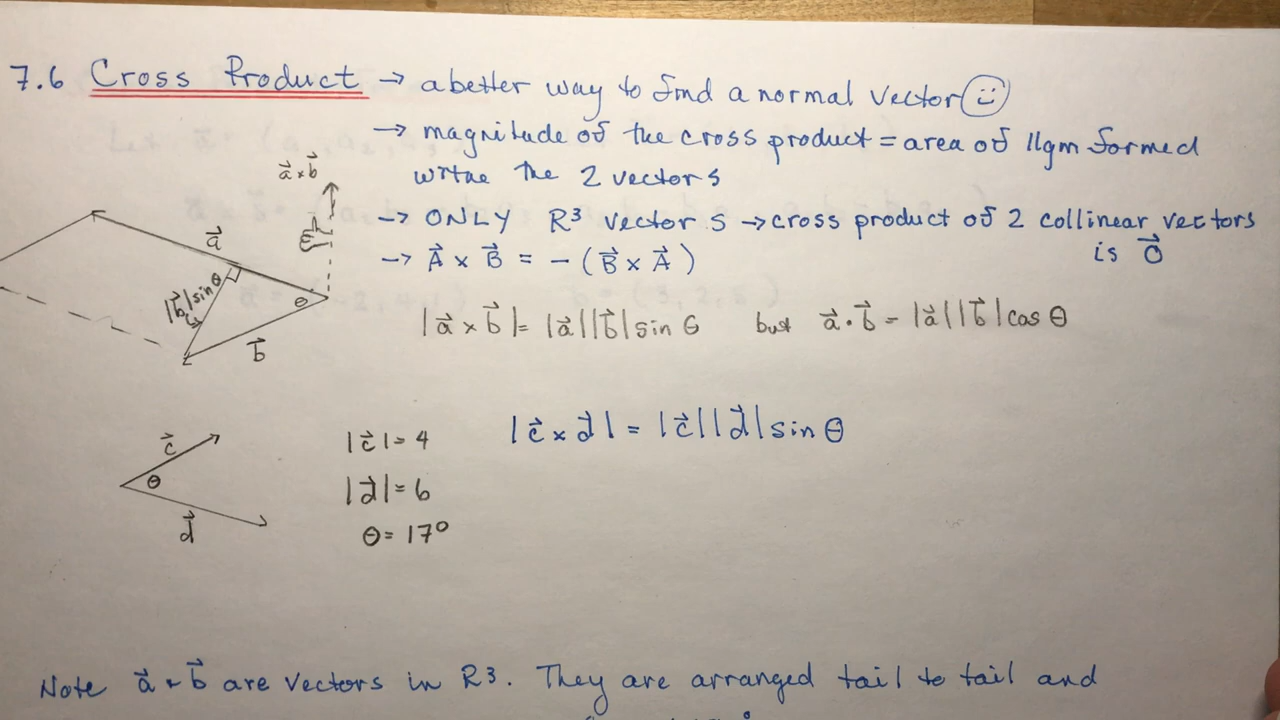 7.6 Cross Product → a better way to find a normal vector
→ magnitude of the cross product = area of llgm formed
wrthe the 2 vectors
→ ONLY R³ vectors → cross product of 2 collinear vectors
is 0⃗
→ A⃗ × B⃗ = - (B⃗ × A⃗)
a⃗ × b⃗
a⃗
|b⃗|sinθ
θ
b⃗
|a⃗ × b⃗| = |a⃗||b⃗| sin θ but a⃗ · b⃗ = |a⃗||b⃗| cos θ
c⃗
θ
d⃗
|c⃗| = 4
|d⃗| = 6
θ = 17°
|c⃗ × d⃗| = |c⃗||d⃗| sin θ
Note a⃗ + b⃗ are vectors in R³. They are arranged tail to tail and